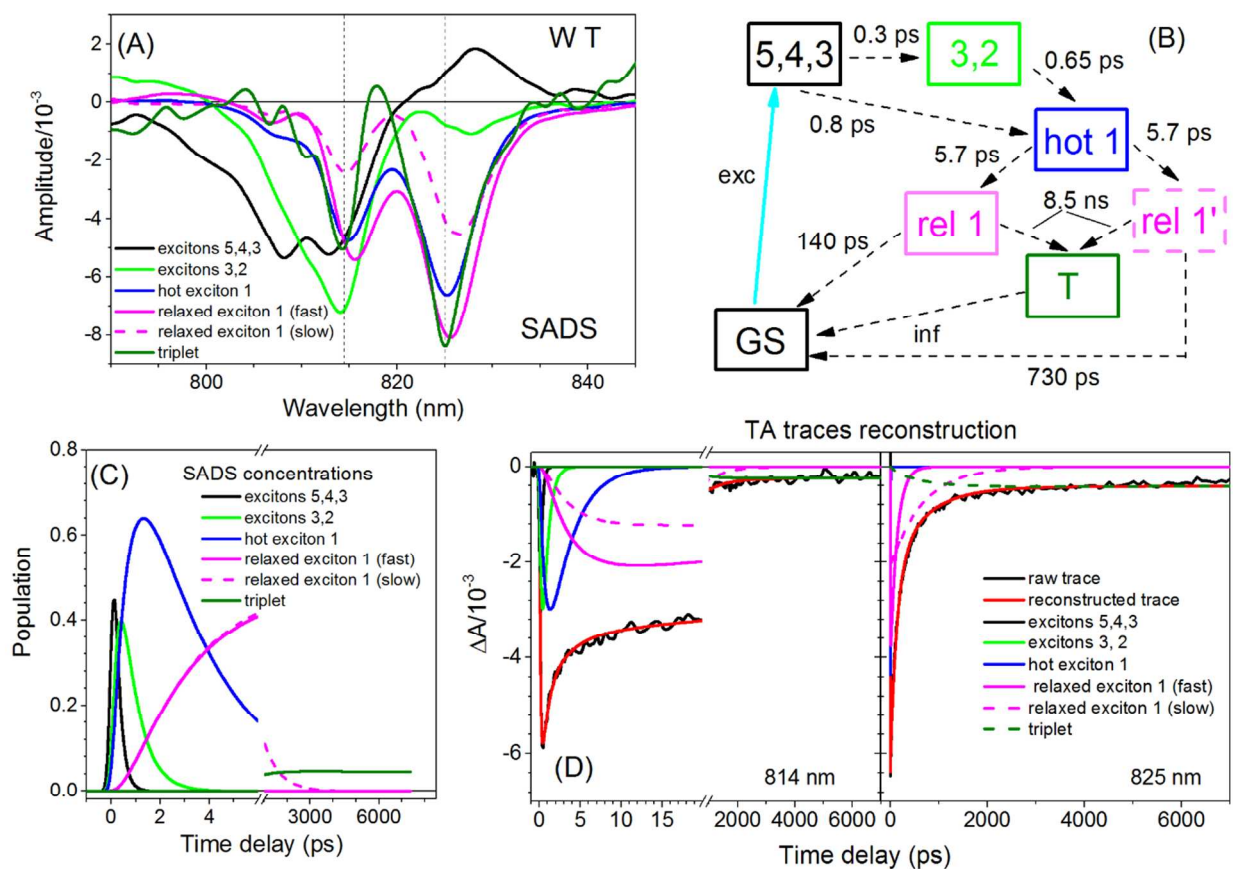 (A)
W T
2
0
-2
-4
-6
-8
Amplitude/10⁻³
excitons 5,4,3
excitons 3,2
hot exciton 1
relaxed exciton 1 (fast)
relaxed exciton 1 (slow)
triplet
SADS
800
820
840
Wavelength (nm)
(B)
5,4,3
0.3 ps
3,2
0.65 ps
0.8 ps
hot 1
5.7 ps
5.7 ps
exc
rel 1
8.5 ns
rel 1'
140 ps
T
GS
inf
730 ps
(C)
SADS concentrations
excitons 5,4,3
excitons 3,2
hot exciton 1
relaxed exciton 1 (fast)
relaxed exciton 1 (slow)
triplet
0.8
0.6
0.4
0.2
0.0
Population
0
2
4
3000
6000
Time delay (ps)
TA traces reconstruction
0
-2
-4
-6
ΔA/10⁻³
(D)
814 nm
825 nm
raw trace
reconstructed trace
excitons 5,4,3
excitons 3, 2
hot exciton 1
relaxed exciton 1 (fast)
relaxed exciton 1 (slow)
triplet
0
5
10
15
2000
4000
6000
0
2000
4000
6000
Time delay (ps)